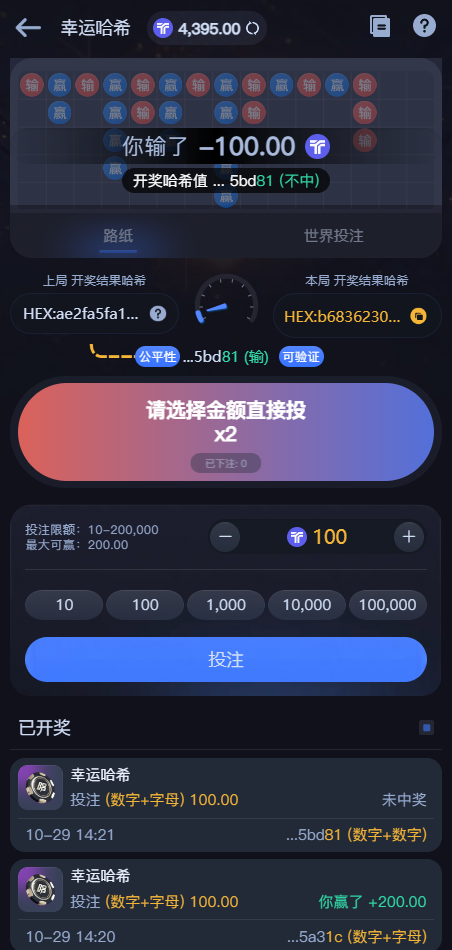 幸运哈希
4,395.00
输 赢 输 赢 输 赢 输 赢 输 赢 输 赢 输
赢 赢 输 赢 赢 输 输
你输了 -100.00
输
开奖哈希值 ... 5bd81 (不中)
赢
路纸
世界投注
上局 开奖结果哈希
本局 开奖结果哈希
HEX:ae2fa5fa1...
HEX:b6836230...
公平性 ...5bd81 (输) 可验证
请选择金额直接投
x2
已下注: 0
投注限额: 10-200,000
最大可赢: 200.00
100
10
100
1,000
10,000
100,000
投注
已开奖
幸运哈希
投注 (数字+字母) 100.00
未中奖
10-29 14:21
...5bd81 (数字+数字)
幸运哈希
投注 (数字+字母) 100.00
你赢了 +200.00
10-29 14:20
...5a31c (数字+字母)